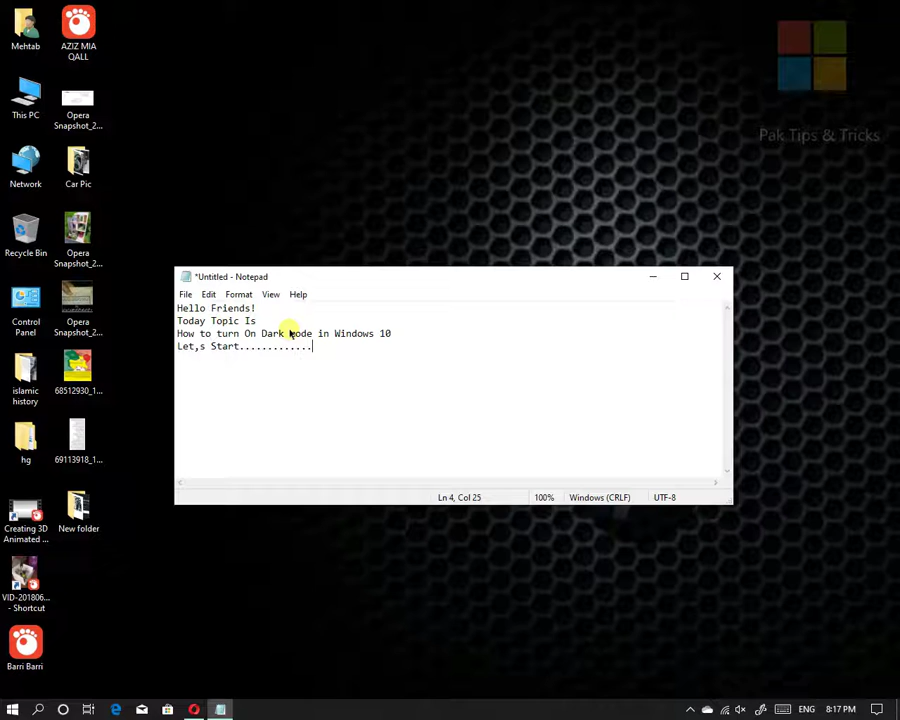 Mehtab
AZIZ MIA
QALL
This PC
Opera
Snapshot_2...
Network
Car Pic
Recycle Bin
Opera
Snapshot_2...
Control
Panel
Opera
Snapshot_2...
islamic
history
68512930_1...
hg
69113918_1...
Creating 3D
Animated ...
New folder
VID-201806...
- Shortcut
Barri Barri
Pak Tips & Tricks
*Untitled - Notepad
File Edit Format View Help
Hello Friends!
Today Topic Is
How to turn On Dark Mode in Windows 10
Let,s Start.............
Ln 4, Col 25 100% Windows (CRLF) UTF-8
ENG 8:17 PM